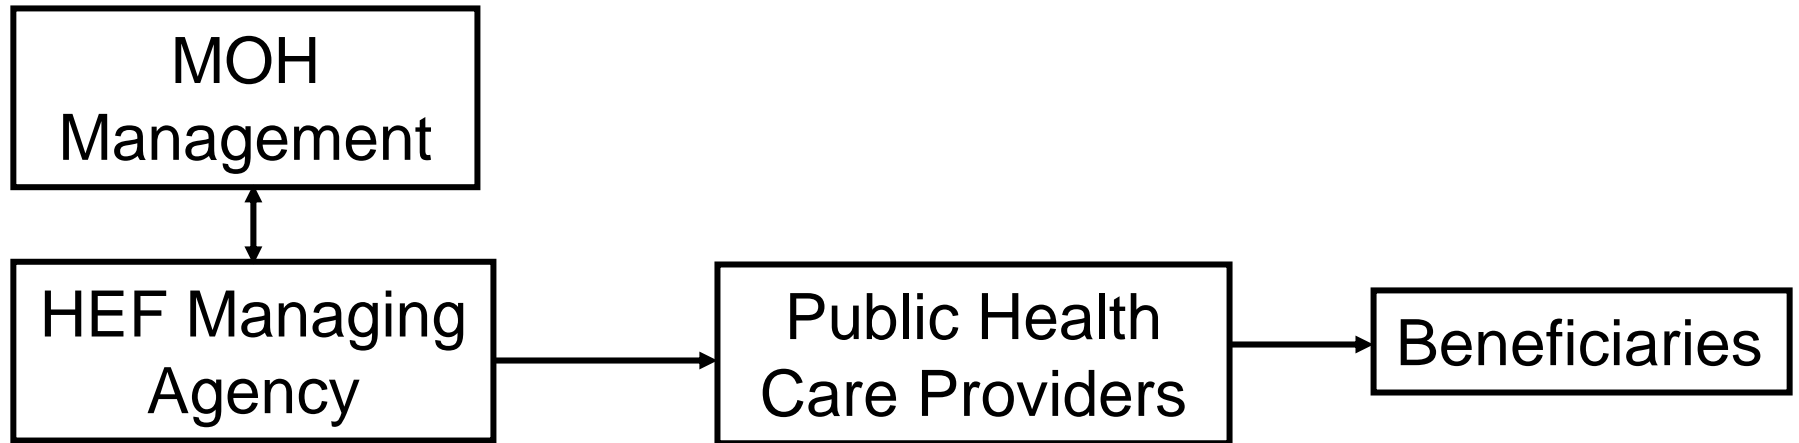 MOH
Management
HEF Managing
Agency
Public Health
Care Providers
Beneficiaries